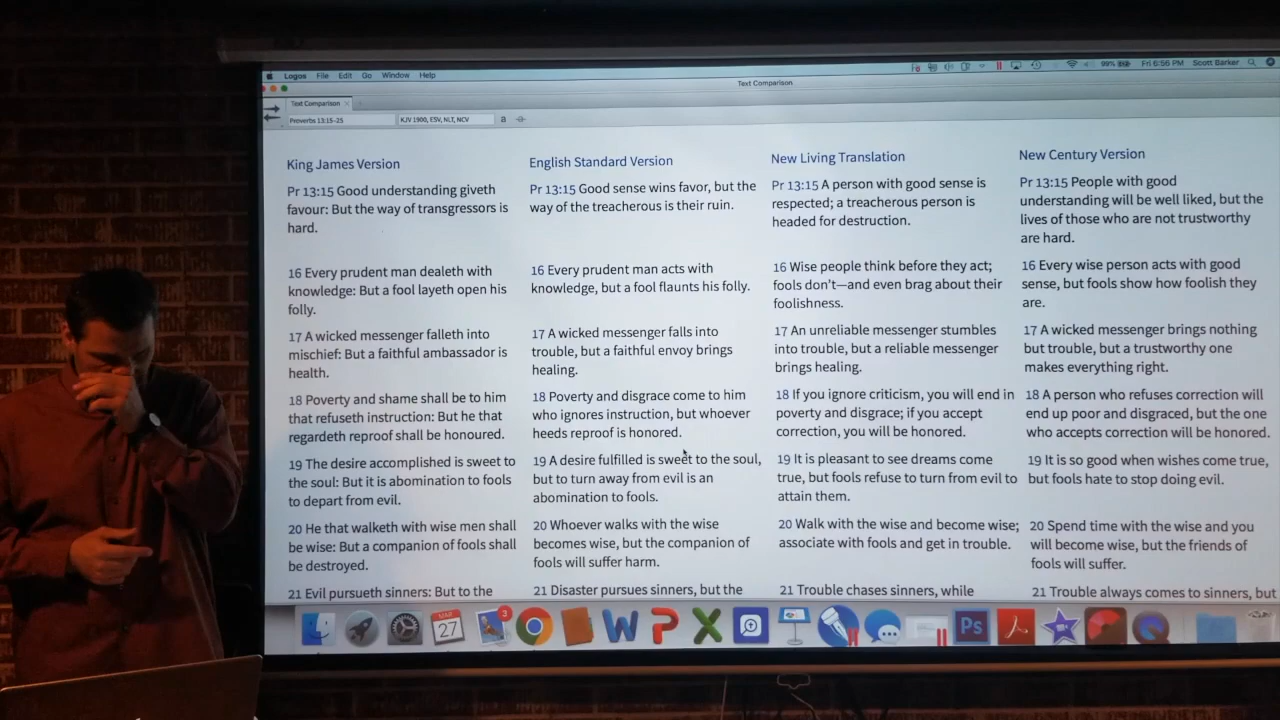 Logos File Edit Go Window Help
99% Fri 6:56 PM Scott Barker
Text Comparison
Text Comparison
Proverbs 13:15-25
KJV 1900, ESV, NLT, NCV
a
King James Version
Pr 13:15 Good understanding giveth
favour: But the way of transgressors is
hard.
16 Every prudent man dealeth with
knowledge: But a fool layeth open his
folly.
17 A wicked messenger falleth into
mischief: But a faithful ambassador is
health.
18 Poverty and shame shall be to him
that refuseth instruction: But he that
regardeth reproof shall be honoured.
19 The desire accomplished is sweet to
the soul: But it is abomination to fools
to depart from evil.
20 He that walketh with wise men shall
be wise: But a companion of fools shall
be destroyed.
21 Evil pursueth sinners: But to the
English Standard Version
Pr 13:15 Good sense wins favor, but the
way of the treacherous is their ruin.
16 Every prudent man acts with
knowledge, but a fool flaunts his folly.
17 A wicked messenger falls into
trouble, but a faithful envoy brings
healing.
18 Poverty and disgrace come to him
who ignores instruction, but whoever
heeds reproof is honored.
19 A desire fulfilled is sweet to the soul,
but to turn away from evil is an
abomination to fools.
20 Whoever walks with the wise
becomes wise, but the companion of
fools will suffer harm.
21 Disaster pursues sinners, but the
New Living Translation
Pr 13:15 A person with good sense is
respected; a treacherous person is
headed for destruction.
16 Wise people think before they act;
fools don't—and even brag about their
foolishness.
17 An unreliable messenger stumbles
into trouble, but a reliable messenger
brings healing.
18 If you ignore criticism, you will end in
poverty and disgrace; if you accept
correction, you will be honored.
19 It is pleasant to see dreams come
true, but fools refuse to turn from evil to
attain them.
20 Walk with the wise and become wise;
associate with fools and get in trouble.
21 Trouble chases sinners, while
New Century Version
Pr 13:15 People with good
understanding will be well liked, but the
lives of those who are not trustworthy
are hard.
16 Every wise person acts with good
sense, but fools show how foolish they
are.
17 A wicked messenger brings nothing
but trouble, but a trustworthy one
makes everything right.
18 A person who refuses correction will
end up poor and disgraced, but the one
who accepts correction will be honored.
19 It is so good when wishes come true,
but fools hate to stop doing evil.
20 Spend time with the wise and you
will become wise, but the friends of
fools will suffer.
21 Trouble always comes to sinners, but
MAR
27
3
W
P
X
Ps